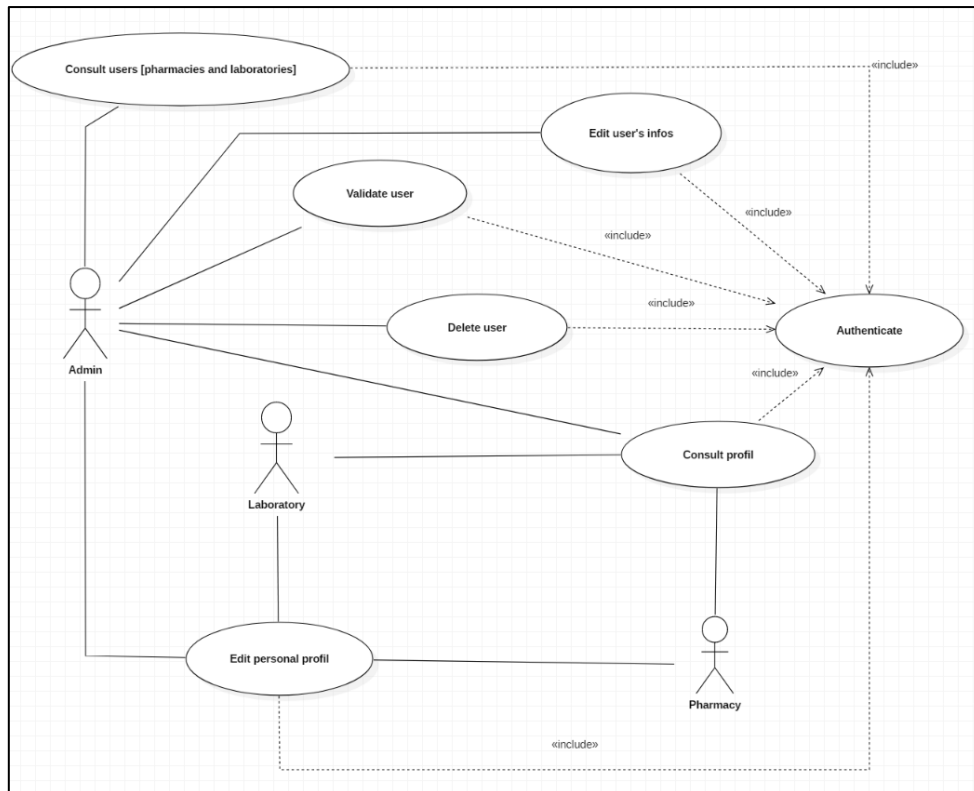 Consult users [pharmacies and laboratories]
«include»
Edit user's infos
Validate user
«include»
«include»
«include»
Delete user
Authenticate
Admin
«include»
Consult profil
Laboratory
Edit personal profil
Pharmacy
«include»